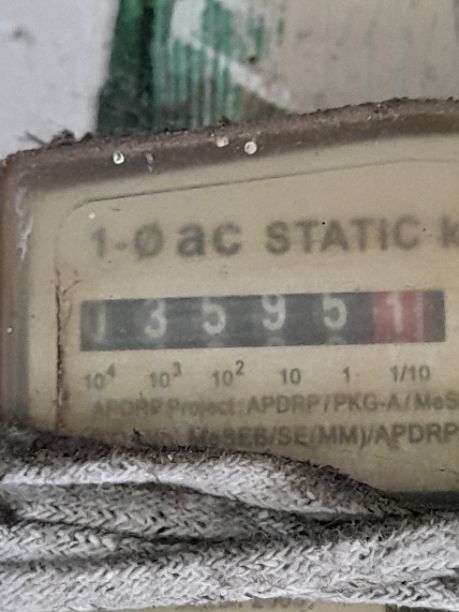 1-Ø ac STATIC k
1 3 5 9 5 1
10⁴ 10³ 10² 10 1 1/10
APDRP Project: APDRP/PKG-A/MeS
MeSEB/SE(MM)/APDRP